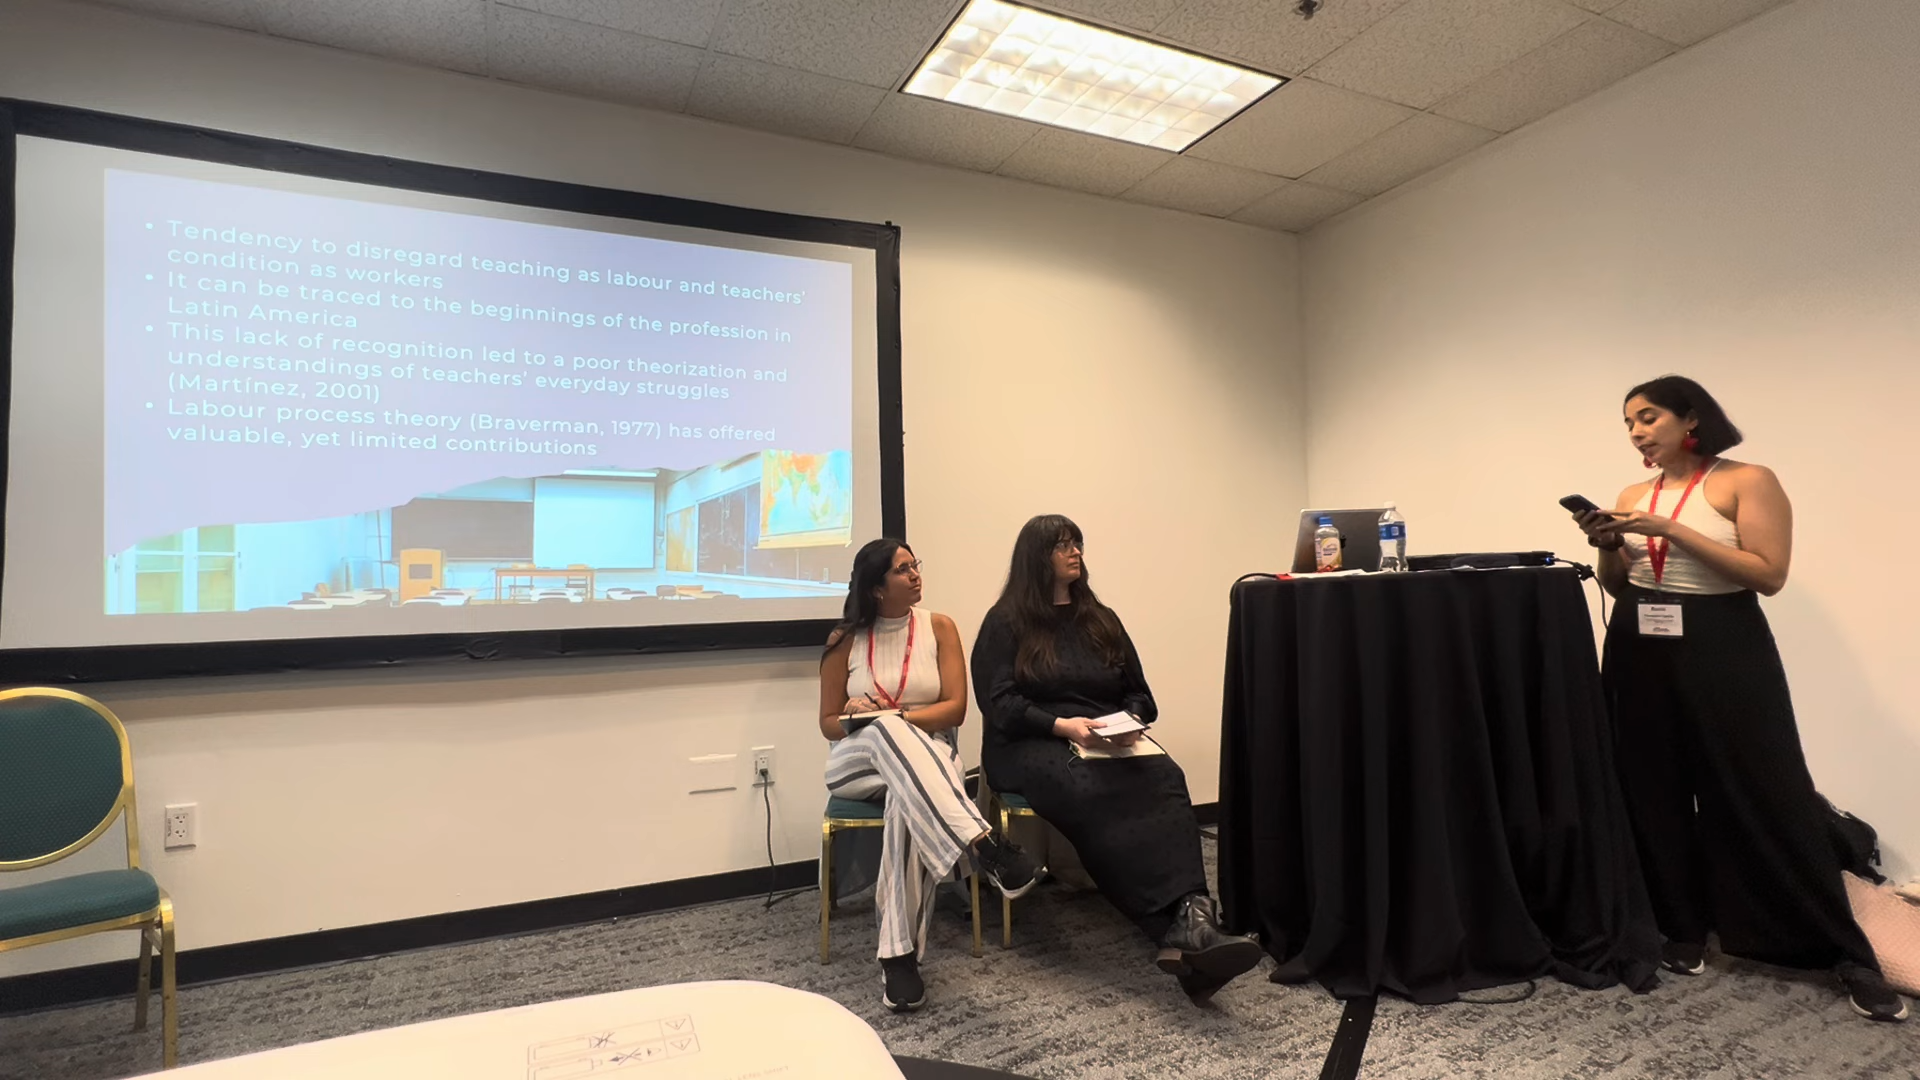 • Tendency to disregard teaching as labour and teachers'
condition as workers
• It can be traced to the beginnings of the profession in
Latin America
• This lack of recognition led to a poor theorization and
understandings of teachers' everyday struggles
(Martínez, 2001)
• Labour process theory (Braverman, 1977) has offered
valuable, yet limited contributions